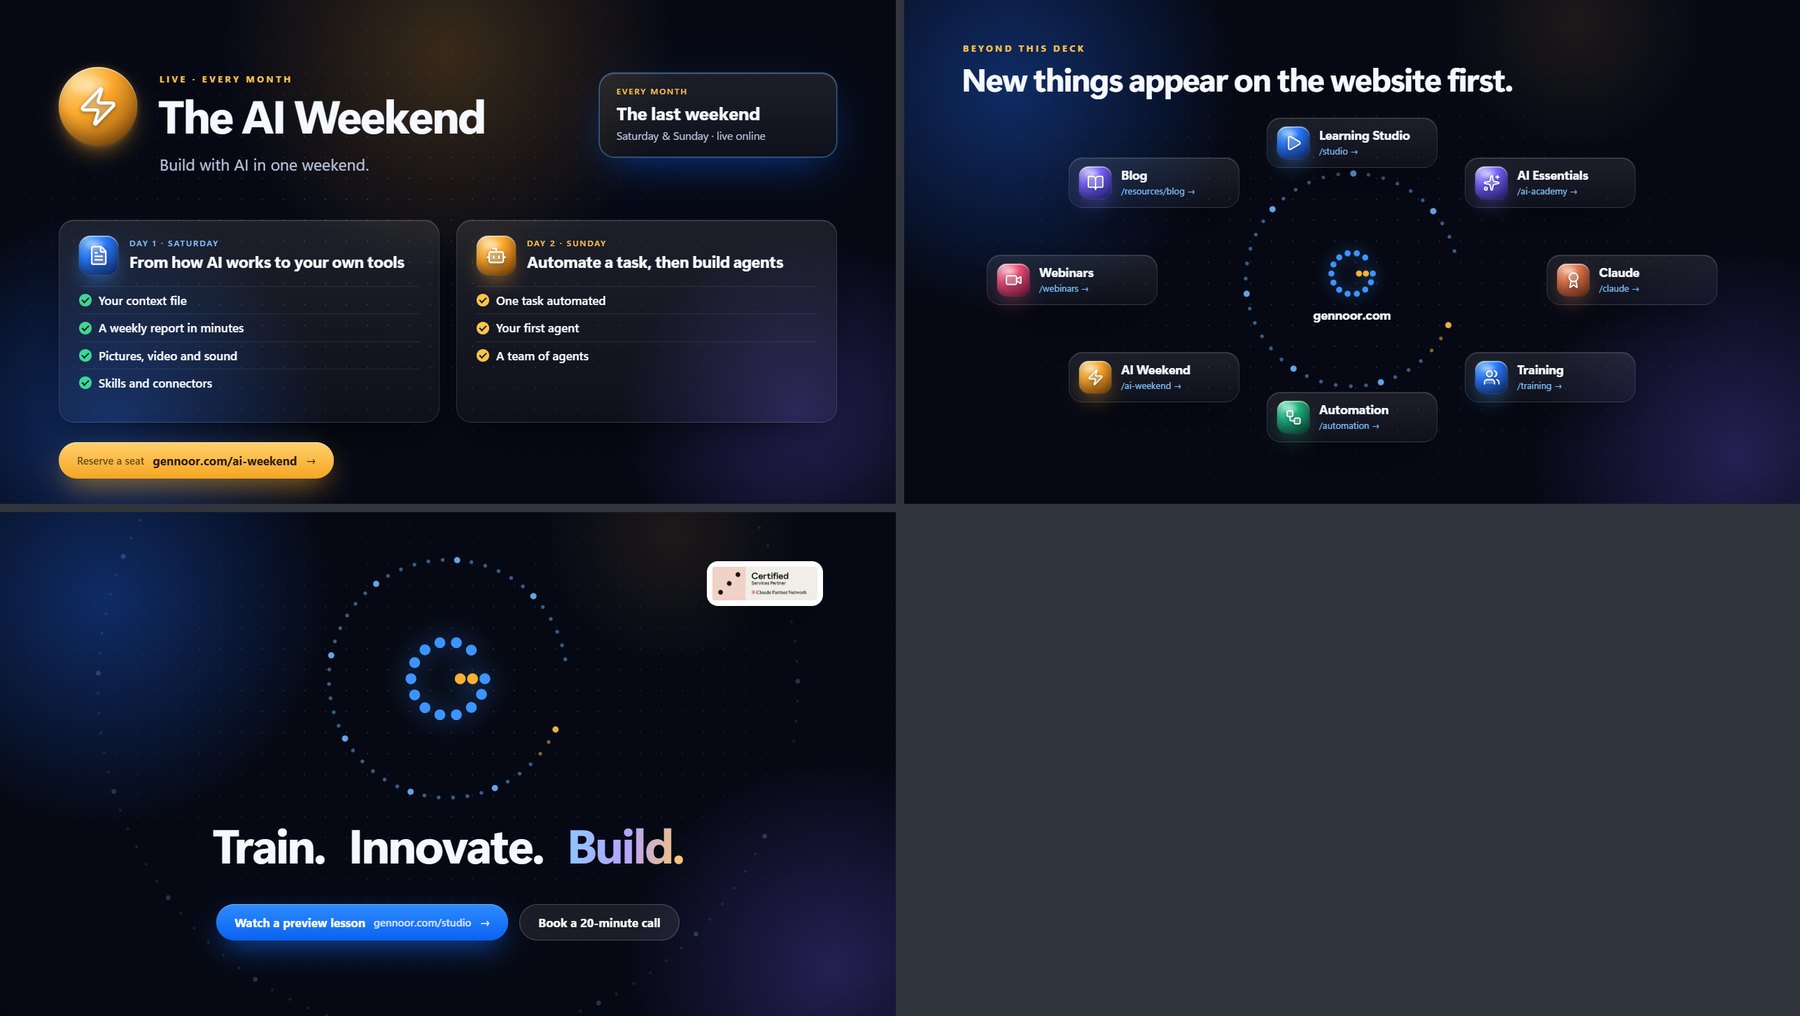 LIVE · EVERY MONTH
The AI Weekend
Build with AI in one weekend.
EVERY MONTH
The last weekend
Saturday & Sunday · live online
DAY 1 · SATURDAY
From how AI works to your own tools
Your context file
A weekly report in minutes
Pictures, video and sound
Skills and connectors
DAY 2 · SUNDAY
Automate a task, then build agents
One task automated
Your first agent
A team of agents
Reserve a seat gennoor.com/ai-weekend →
BEYOND THIS DECK
New things appear on the website first.
Learning Studio
/studio →
Blog
/resources/blog →
AI Essentials
/ai-academy →
Webinars
/webinars →
gennoor.com
Claude
/claude →
AI Weekend
/ai-weekend →
Training
/training →
Automation
/automation →
Certified
Services Partner
Claude Partner Network
Train. Innovate. Build.
Watch a preview lesson gennoor.com/studio →
Book a 20-minute call